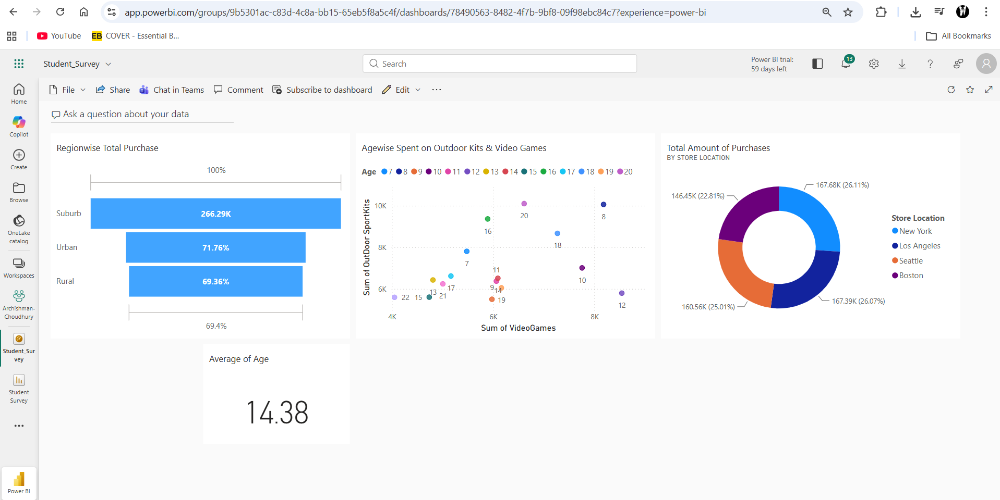 app.powerbi.com/groups/9b5301ac-c83d-4c8a-bb15-65eb5f8a5c4f/dashboards/78490563-8482-4f7b-9bf8-09f98ebc84c7?experience=power-bi
YouTube
EB COVER - Essential B...
All Bookmarks
Student_Survey
Search
Power BI trial:
59 days left
13
Home
Copilot
Create
Browse
OneLake
catalog
Workspaces
Archishman-
Choudhury
Student_Sur
vey
Student
Survey
Power BI
File
Share
Chat in Teams
Comment
Subscribe to dashboard
Edit
Ask a question about your data
Regionwise Total Purchase
100%
Suburb 266.29K
Urban 71.76%
Rural 69.36%
69.4%
Agewise Spent on Outdoor Kits & Video Games
Age 7 8 9 10 11 12 13 14 15 16 17 18 19 20
Sum of OutDoor SportKits
10K
8K
6K
20
8
16
18
7
11
10
13
17
9
14
21
22
15
19
12
4K 6K 8K
Sum of VideoGames
Total Amount of Purchases
BY STORE LOCATION
167.68K (26.11%)
146.45K (22.81%)
160.56K (25.01%)
167.39K (26.07%)
Store Location
New York
Los Angeles
Seattle
Boston
Average of Age
14.38